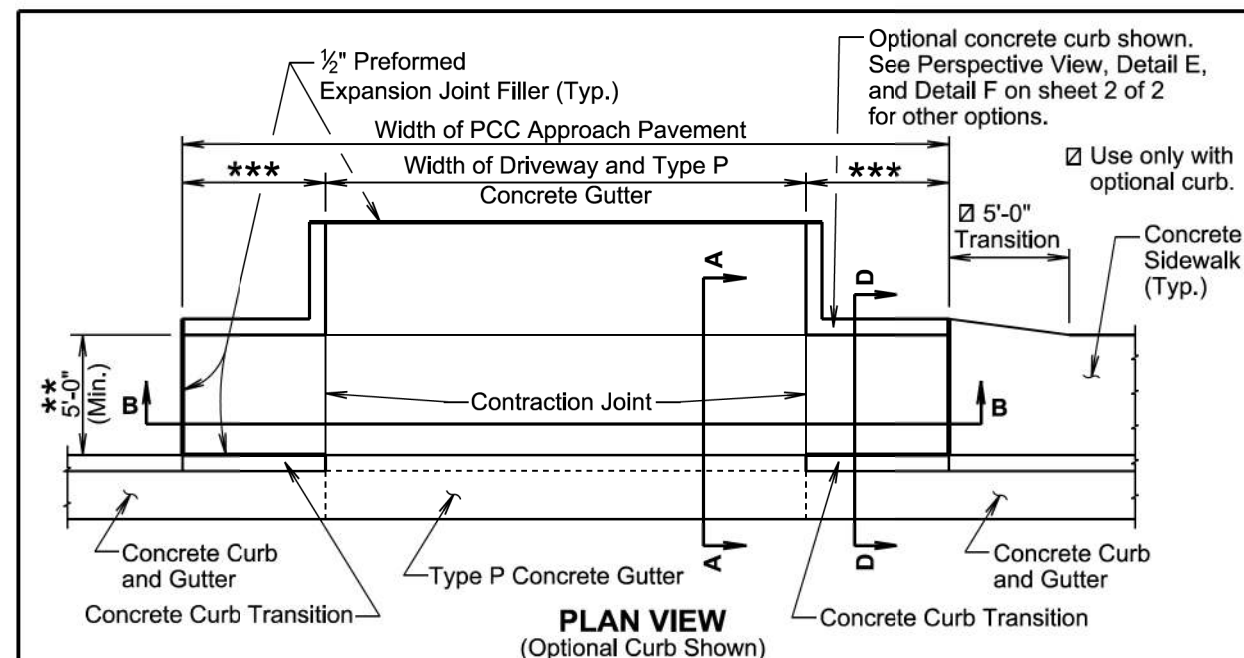 ½" Preformed
Expansion Joint Filler (Typ.)
Optional concrete curb shown.
See Perspective View, Detail E,
and Detail F on sheet 2 of 2
for other options.
Width of PCC Approach Pavement
***
Width of Driveway and Type P
Concrete Gutter
***
☑ Use only with
optional curb.
☑ 5'-0"
Transition
Concrete
Sidewalk
(Typ.)
A
D
**
5'-0"
(Min.)
B
Contraction Joint
B
Concrete Curb
and Gutter
Type P Concrete Gutter
A
D
Concrete Curb
and Gutter
Concrete Curb Transition
Concrete Curb Transition
PLAN VIEW
(Optional Curb Shown)